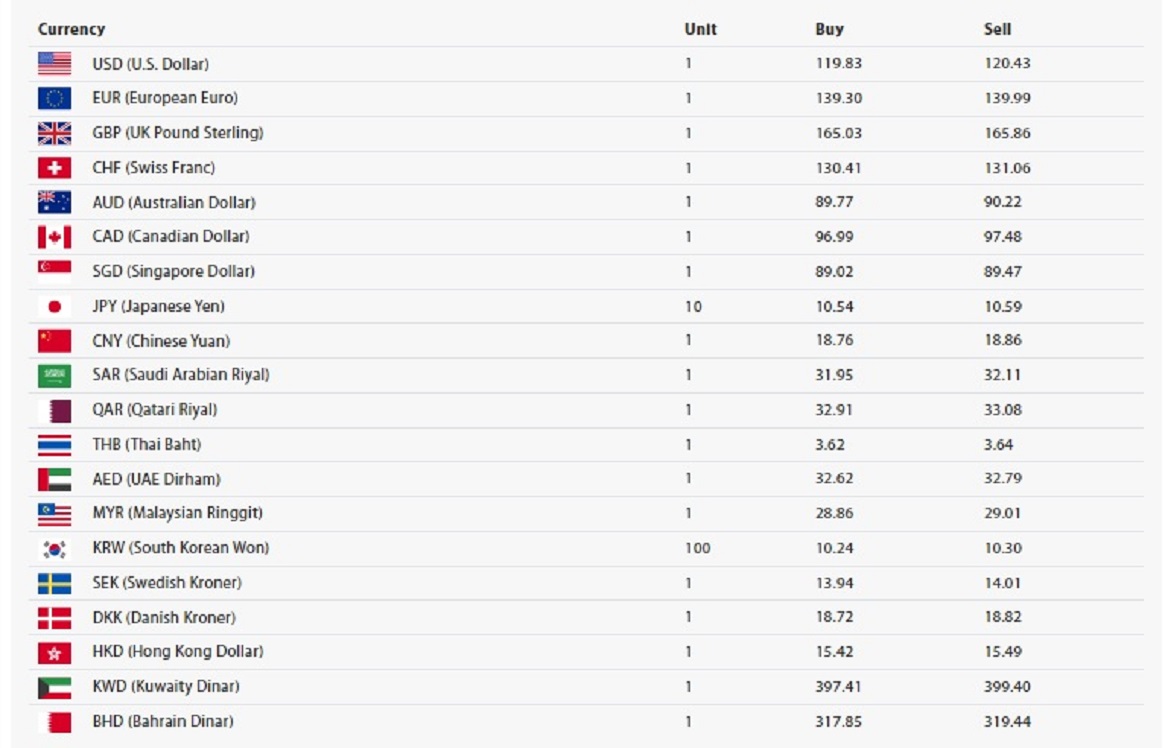 Currency Unit Buy Sell
USD (U.S. Dollar) 1 119.83 120.43
EUR (European Euro) 1 139.30 139.99
GBP (UK Pound Sterling) 1 165.03 165.86
CHF (Swiss Franc) 1 130.41 131.06
AUD (Australian Dollar) 1 89.77 90.22
CAD (Canadian Dollar) 1 96.99 97.48
SGD (Singapore Dollar) 1 89.02 89.47
JPY (Japanese Yen) 10 10.54 10.59
CNY (Chinese Yuan) 1 18.76 18.86
SAR (Saudi Arabian Riyal) 1 31.95 32.11
QAR (Qatari Riyal) 1 32.91 33.08
THB (Thai Baht) 1 3.62 3.64
AED (UAE Dirham) 1 32.62 32.79
MYR (Malaysian Ringgit) 1 28.86 29.01
KRW (South Korean Won) 100 10.24 10.30
SEK (Swedish Kroner) 1 13.94 14.01
DKK (Danish Kroner) 1 18.72 18.82
HKD (Hong Kong Dollar) 1 15.42 15.49
KWD (Kuwaity Dinar) 1 397.41 399.40
BHD (Bahrain Dinar) 1 317.85 319.44